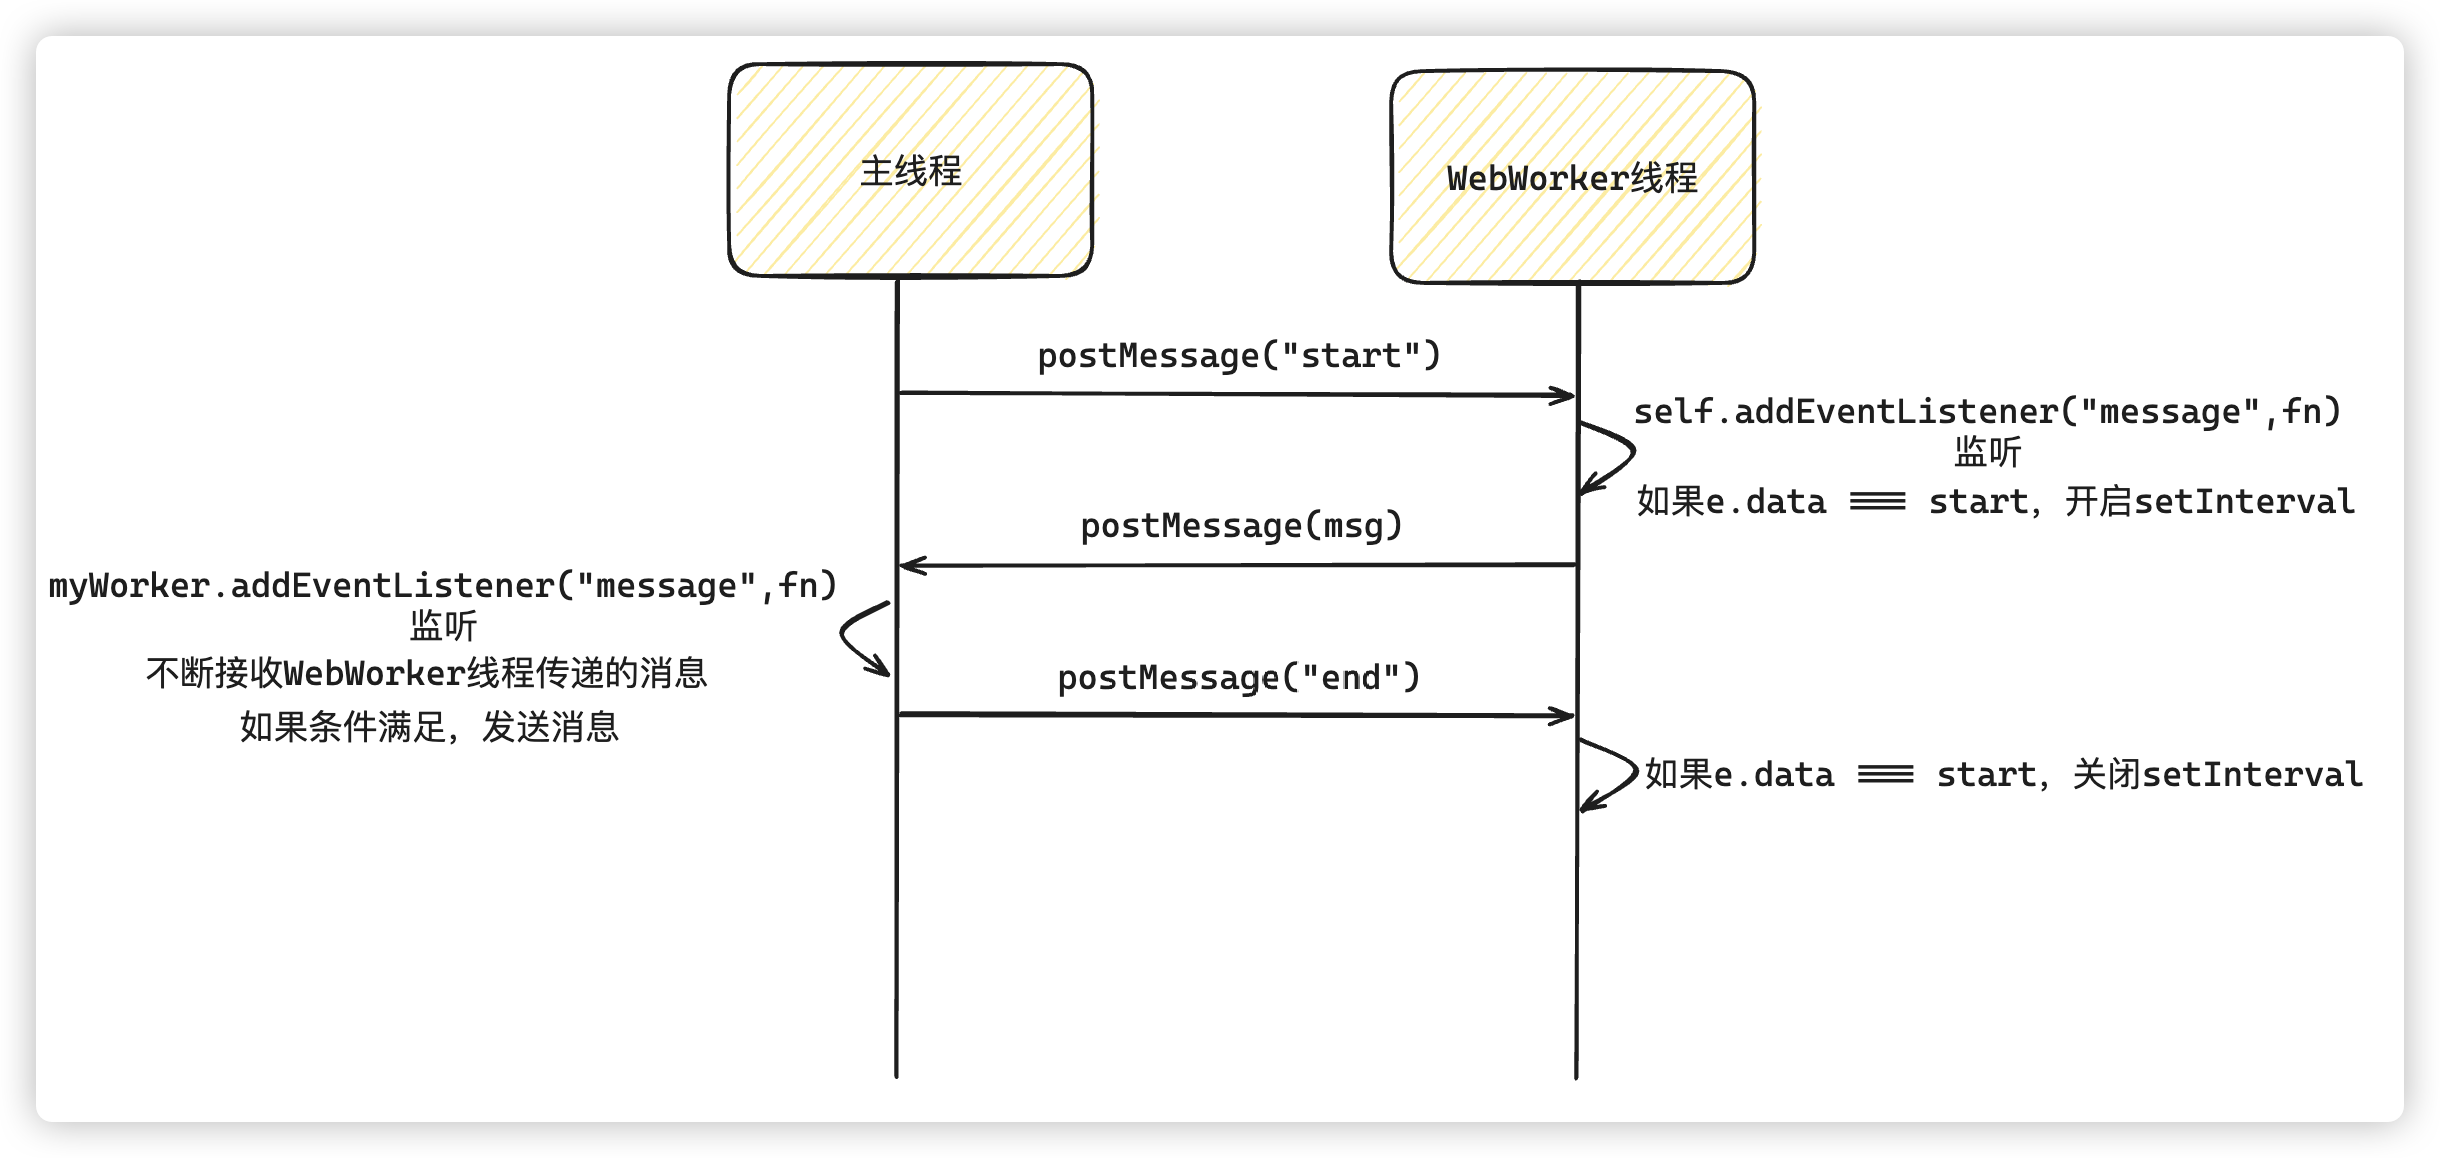 主线程
WebWorker线程
postMessage("start")
self.addEventListener("message",fn)
监听
如果e.data === start，开启setInterval
postMessage(msg)
myWorker.addEventListener("message",fn)
监听
不断接收WebWorker线程传递的消息
如果条件满足，发送消息
postMessage("end")
如果e.data === start，关闭setInterval